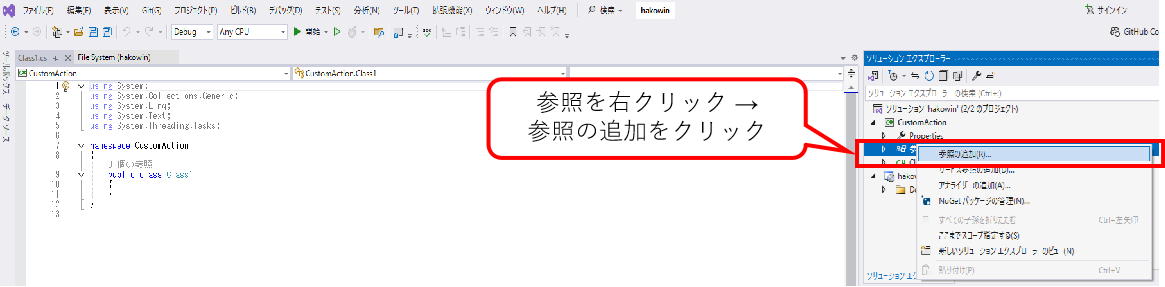 ファイル(F) 編集(E) 表示(V) Git(G) プロジェクト(P) ビルド(B) デバッグ(D) テスト(S) 分析(N) ツール(T) 拡張機能(X) ウィンドウ(W) ヘルプ(H) 検索 hakowin サインイン
Debug Any CPU 開始 GitHub Co
Class1.cs File System (hakowin)
CustomAction CustomAction.Class1
1 using System;
2 using System.Collections.Generic;
3 using System.Linq;
4 using System.Text;
5 using System.Threading.Tasks;
6
7 namespace CustomAction
8 {
9 public class Class1
10 {
11 }
12 }
13
参照を右クリック →
参照の追加をクリック
ソリューション エクスプローラー
ソリューション エクスプローラーの検索 (Ctrl+:)
ソリューション 'hakowin' (2/2 のプロジェクト)
CustomAction
Properties
参照の追加(R)...
サービス参照の追加(D)...
アナライザーの追加(A)...
hakow
NuGet パッケージの管理(N)...
すべての子孫を折りたたむ Ctrl+左矢印
ここまでスコープ指定する(S)
新しいソリューション エクスプローラーのビュー(N)
貼り付け(P) Ctrl+V
ソリューション エク